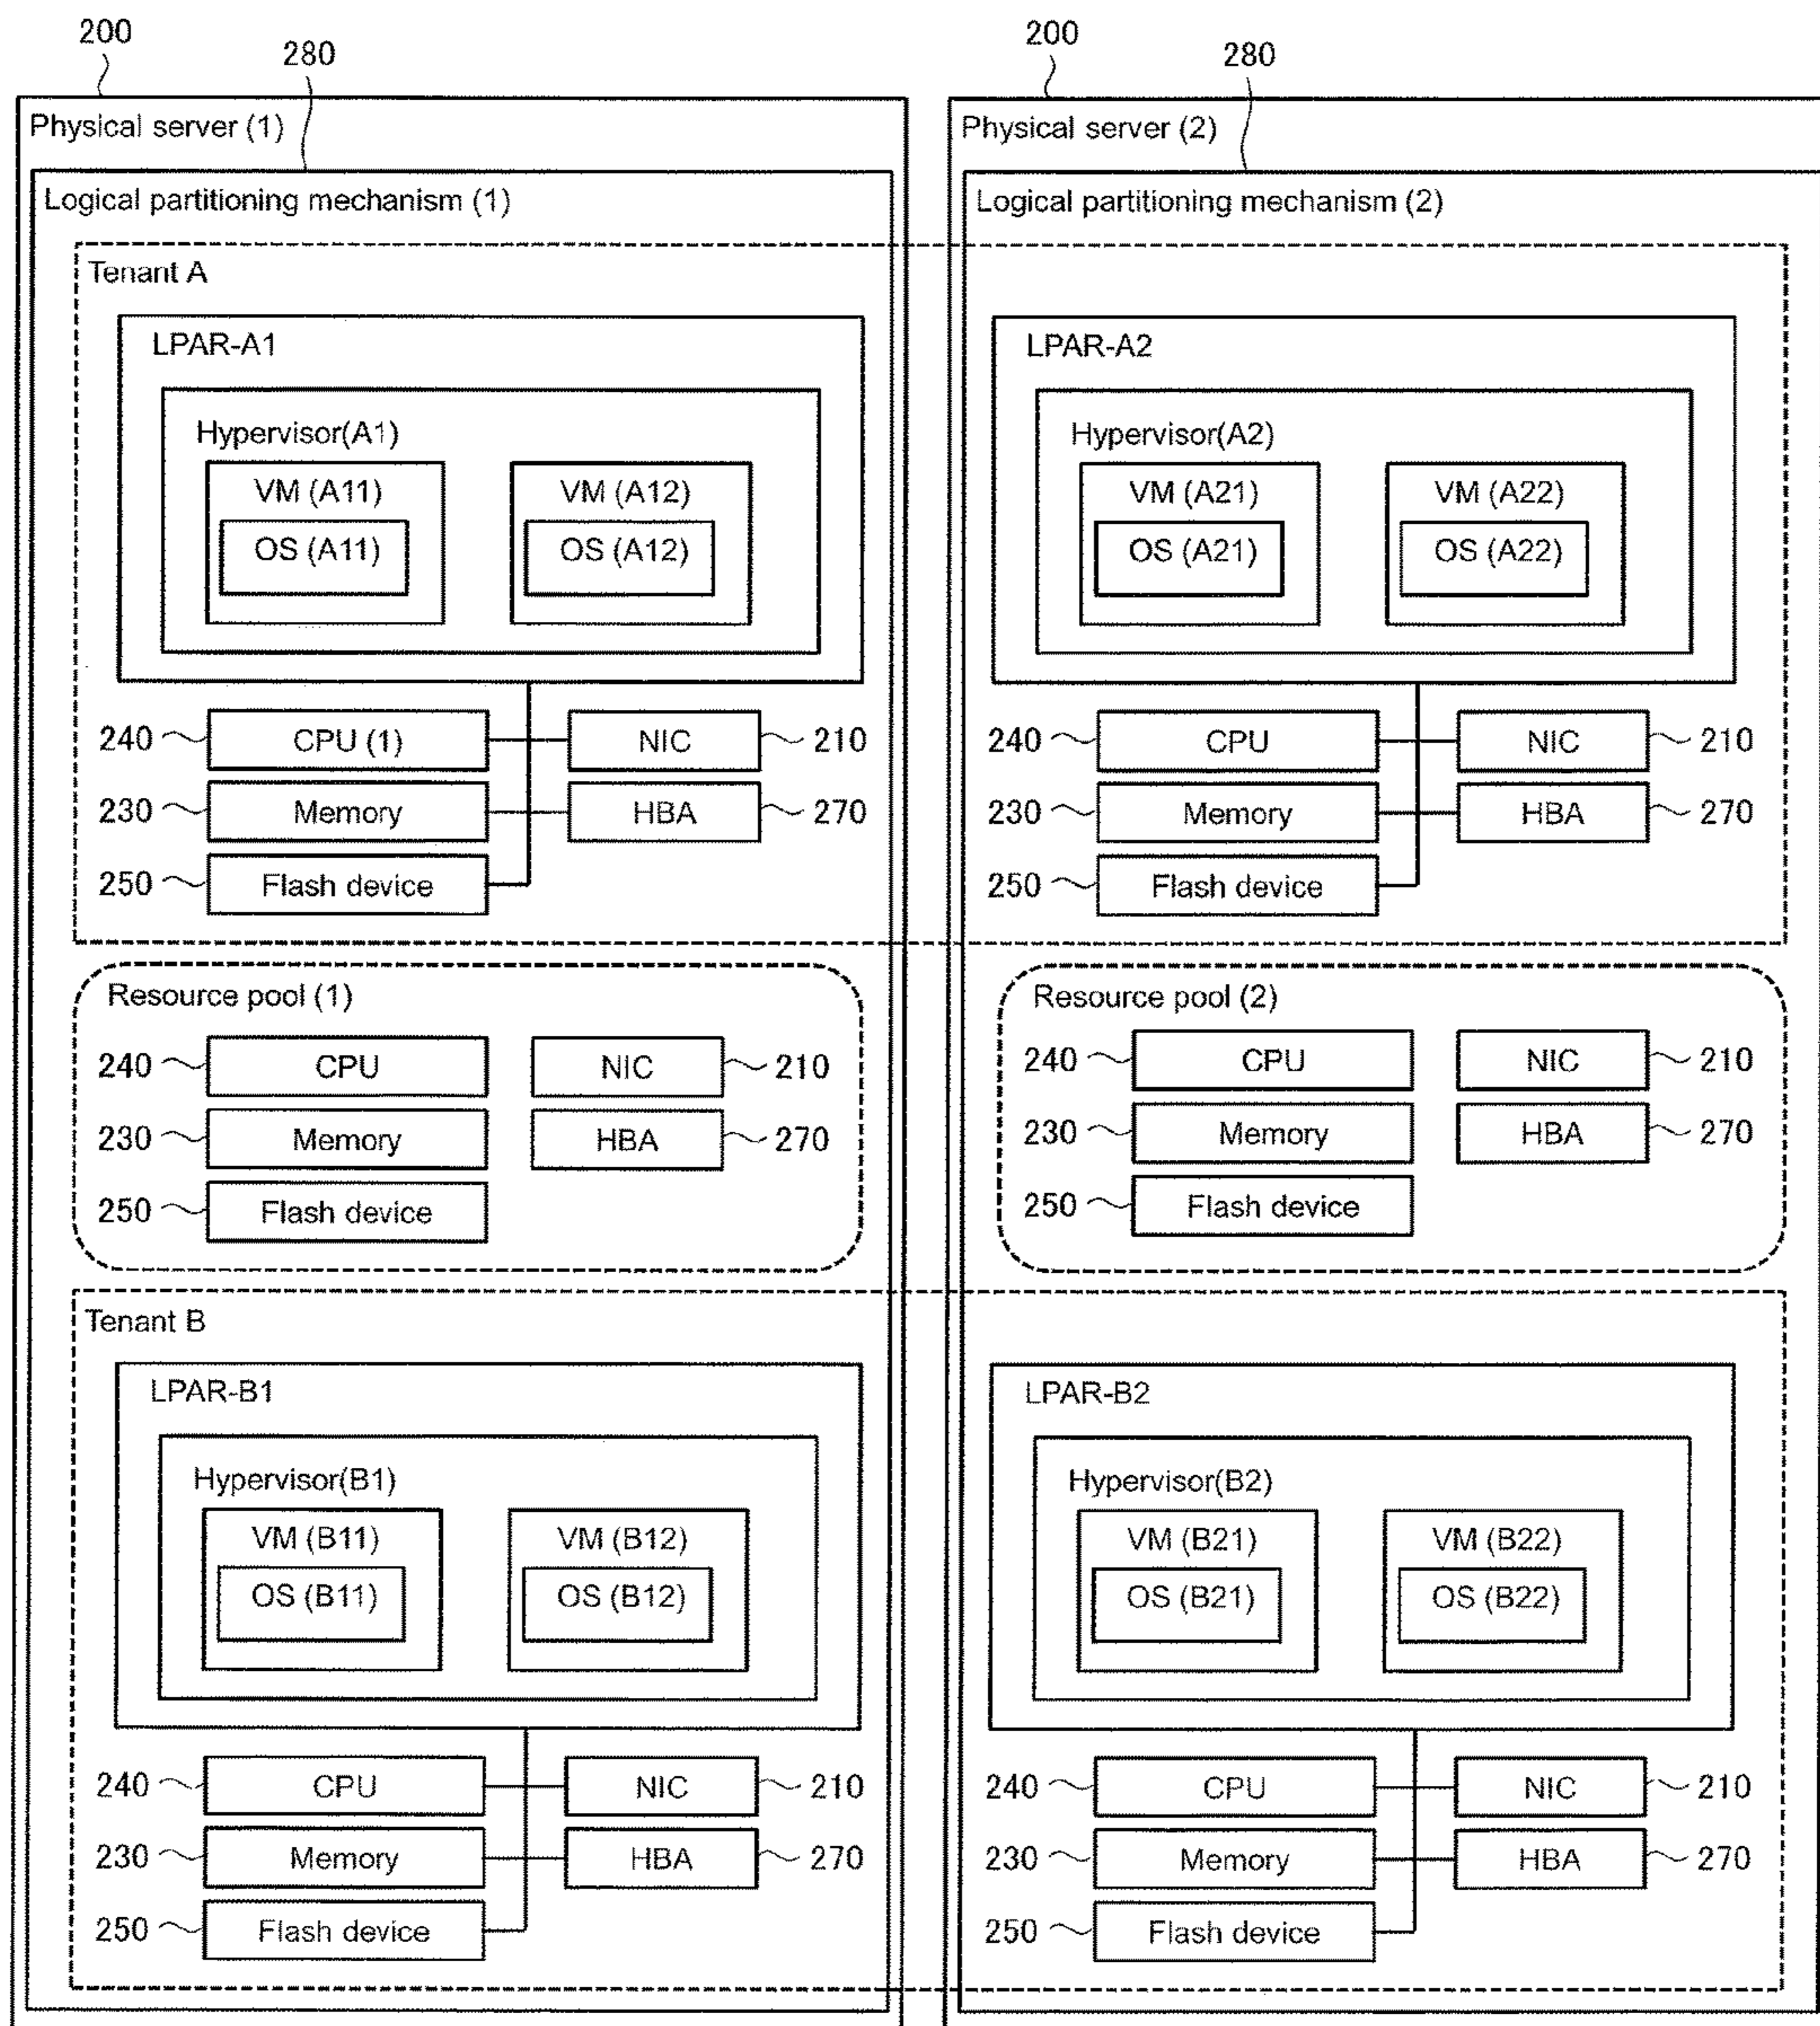 200
280
200
280
Physical server (1)
Physical server (2)
Logical partitioning mechanism (1)
Logical partitioning mechanism (2)
Tenant A
LPAR-A1
LPAR-A2
Hypervisor(A1)
Hypervisor(A2)
VM (A11)
VM (A12)
VM (A21)
VM (A22)
OS (A11)
OS (A12)
OS (A21)
OS (A22)
240
CPU (1)
NIC
210
240
CPU
NIC
210
230
Memory
HBA
270
230
Memory
HBA
270
250
Flash device
250
Flash device
Resource pool (1)
Resource pool (2)
240
CPU
NIC
210
240
CPU
NIC
210
230
Memory
HBA
270
230
Memory
HBA
270
250
Flash device
250
Flash device
Tenant B
LPAR-B1
LPAR-B2
Hypervisor(B1)
Hypervisor(B2)
VM (B11)
VM (B12)
VM (B21)
VM (B22)
OS (B11)
OS (B12)
OS (B21)
OS (B22)
240
CPU
NIC
210
240
CPU
NIC
210
230
Memory
HBA
270
230
Memory
HBA
270
250
Flash device
250
Flash device